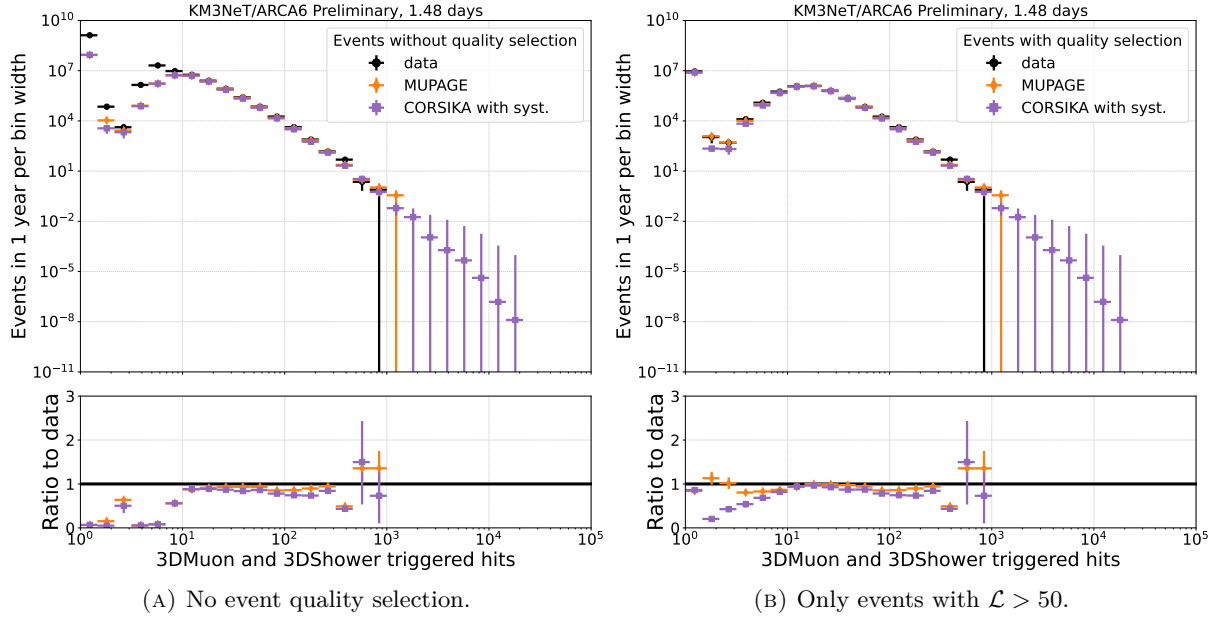 KM3NeT/ARCA6 Preliminary, 1.48 days
Events in 1 year per bin width
10^10
10^7
10^4
10^1
10^−2
10^−5
10^−8
10^−11
Events without quality selection
data
MUPAGE
CORSIKA with syst.
Ratio to data
3
2
1
0
10^0
10^1
10^2
10^3
10^4
10^5
3DMuon and 3DShower triggered hits
(A) No event quality selection.
KM3NeT/ARCA6 Preliminary, 1.48 days
Events in 1 year per bin width
10^10
10^7
10^4
10^1
10^−2
10^−5
10^−8
10^−11
Events with quality selection
data
MUPAGE
CORSIKA with syst.
Ratio to data
3
2
1
0
10^0
10^1
10^2
10^3
10^4
10^5
3DMuon and 3DShower triggered hits
(B) Only events with ℒ > 50.